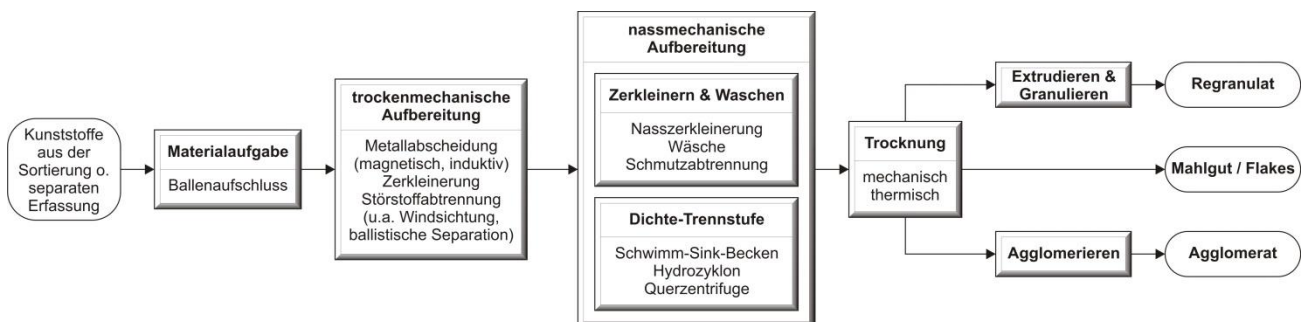 Kunststoffe
aus der
Sortierung o.
separaten
Erfassung
Materialaufgabe
Ballenaufschluss
trockenmechanische
Aufbereitung
Metallabscheidung
(magnetisch, induktiv)
Zerkleinerung
Störstoffabtrennung
(u.a. Windsichtung,
ballistische Separation)
nassmechanische
Aufbereitung
Zerkleinern & Waschen
Nasszerkleinerung
Wäsche
Schmutzabtrennung
Dichte-Trennstufe
Schwimm-Sink-Becken
Hydrozyklon
Querzentrifuge
Trocknung
mechanisch
thermisch
Extrudieren &
Granulieren
Regranulat
Mahlgut / Flakes
Agglomerieren
Agglomerat